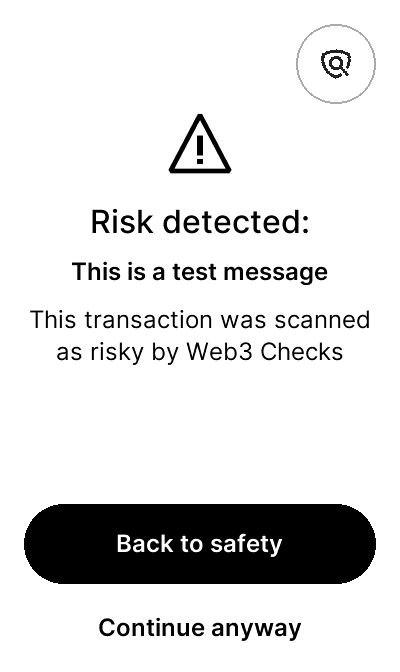 Risk detected:
This is a test message
This transaction was scanned
as risky by Web3 Checks
Back to safety
Continue anyway